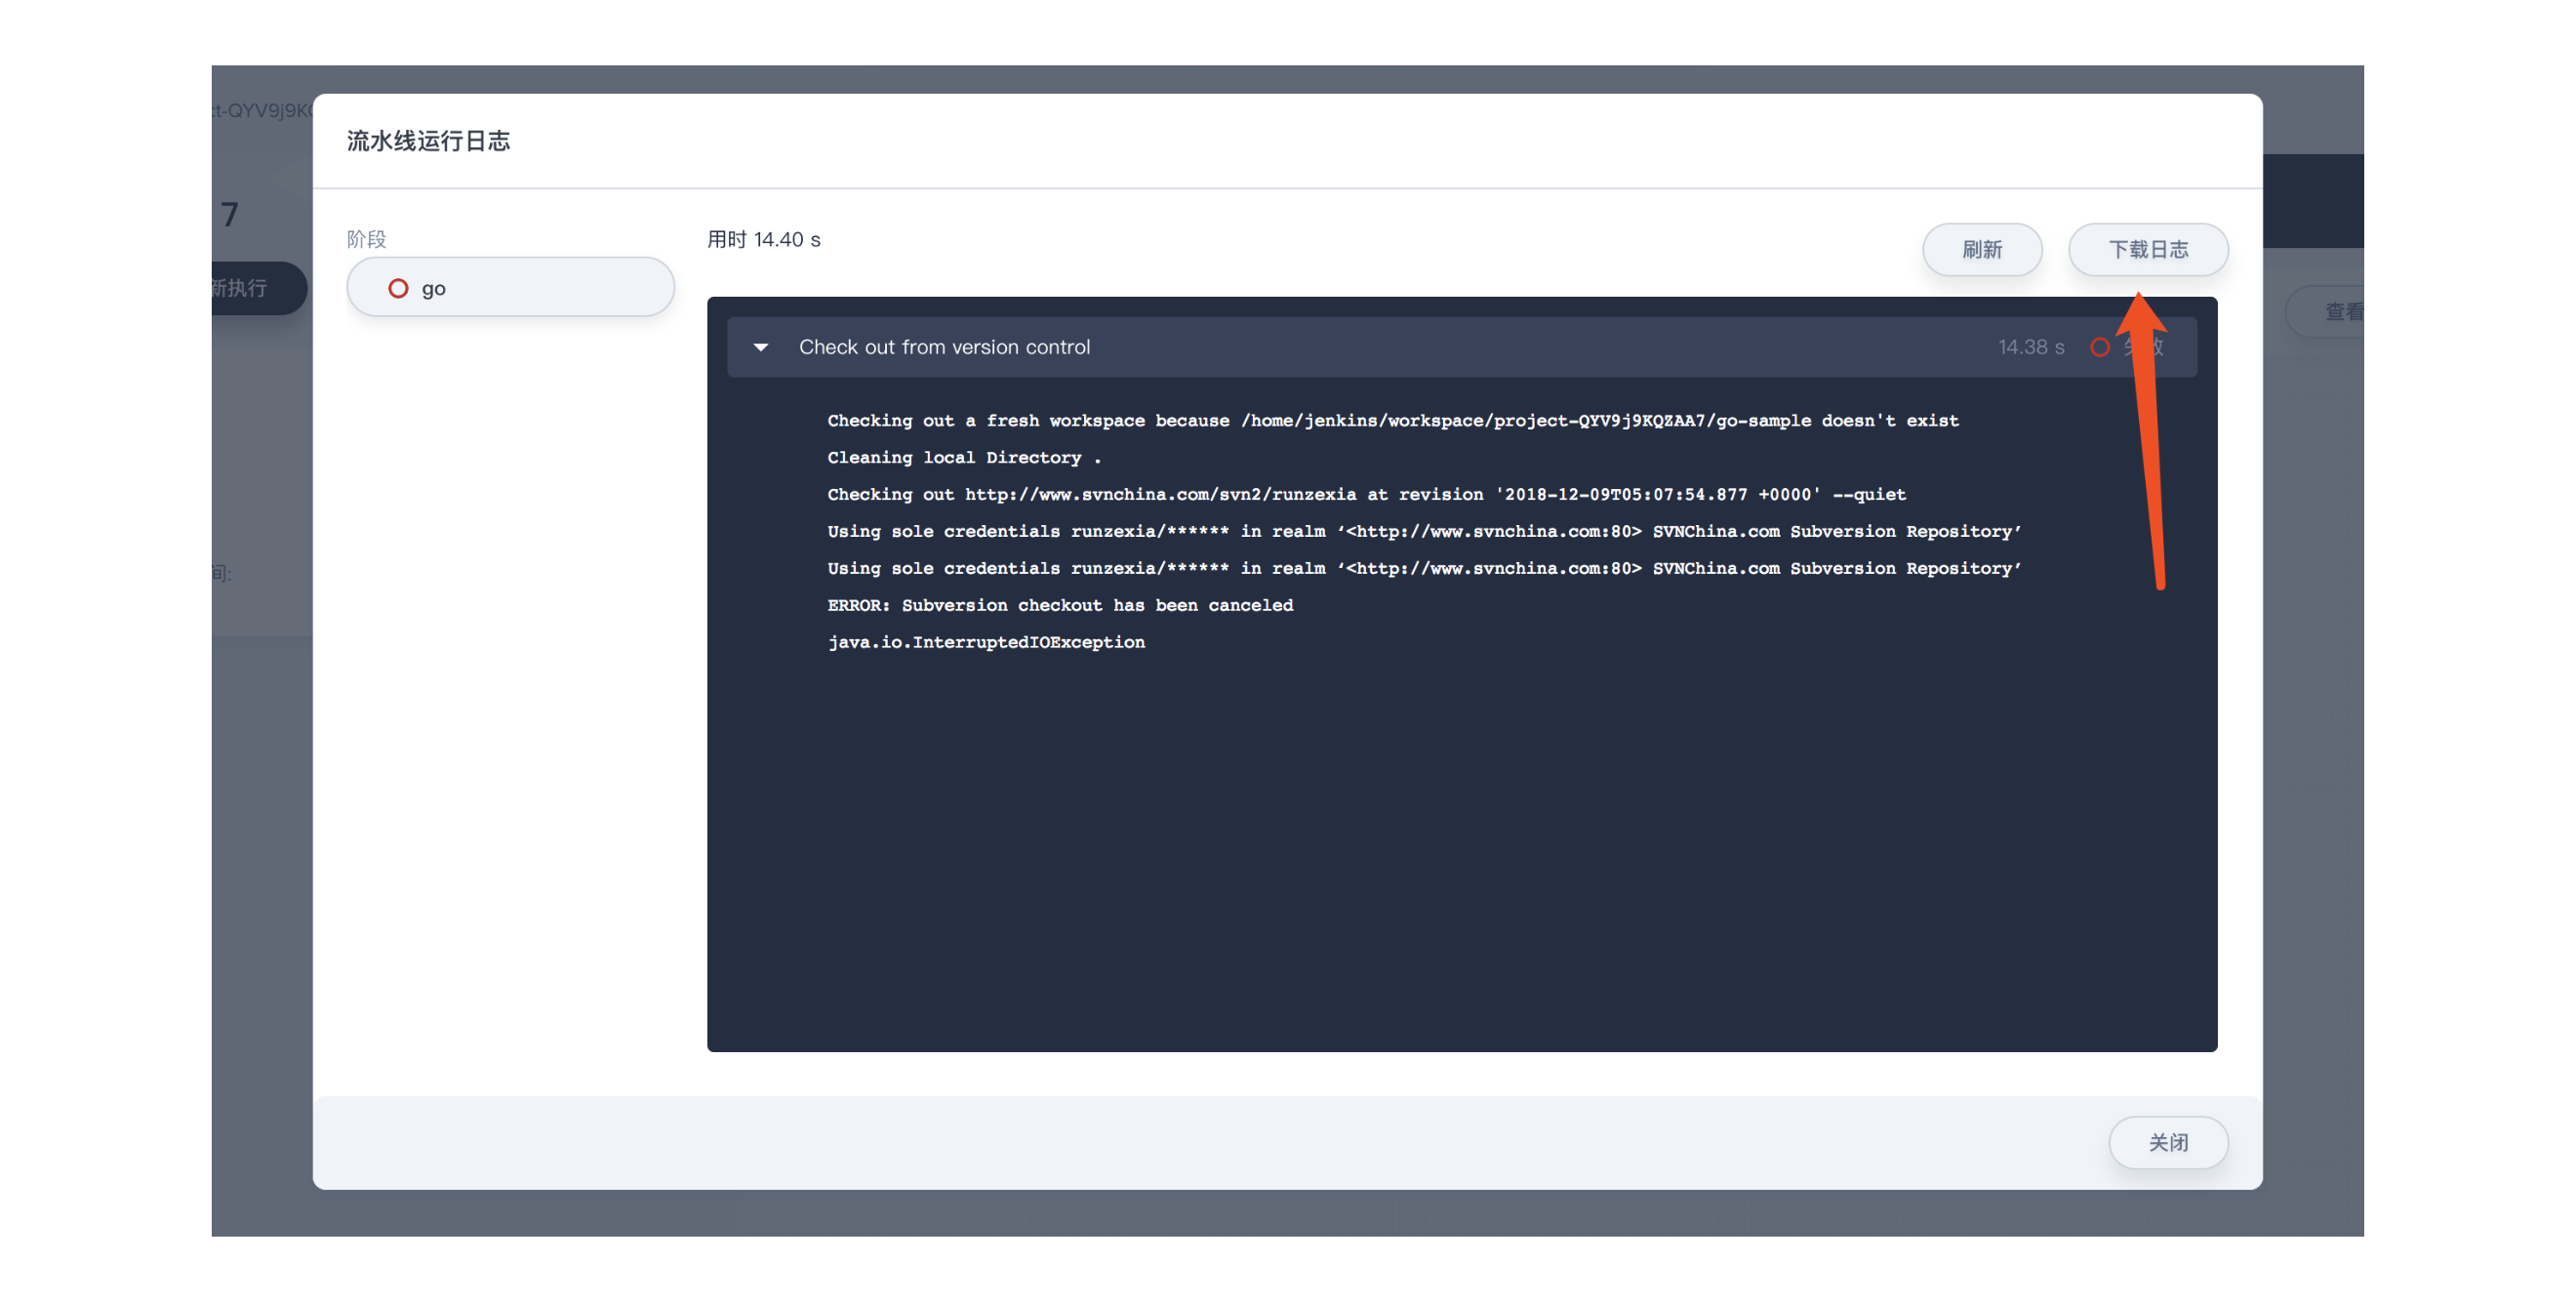 ct-QYV9j9K
流水线运行日志
7
阶段
用时 14.40 s
刷新
下载日志
新执行
go
查看
Check out from version control
14.38 s
Checking out a fresh workspace because /home/jenkins/workspace/project-QYV9j9KQZAA7/go-sample doesn't exist
Cleaning local Directory .
Checking out http://www.svnchina.com/svn2/runzexia at revision '2018-12-09T05:07:54.877 +0000' --quiet
Using sole credentials runzexia/****** in realm ‘<http://www.svnchina.com:80> SVNChina.com Subversion Repository’
Using sole credentials runzexia/****** in realm ‘<http://www.svnchina.com:80> SVNChina.com Subversion Repository’
间:
ERROR: Subversion checkout has been canceled
java.io.InterruptedIOException
关闭